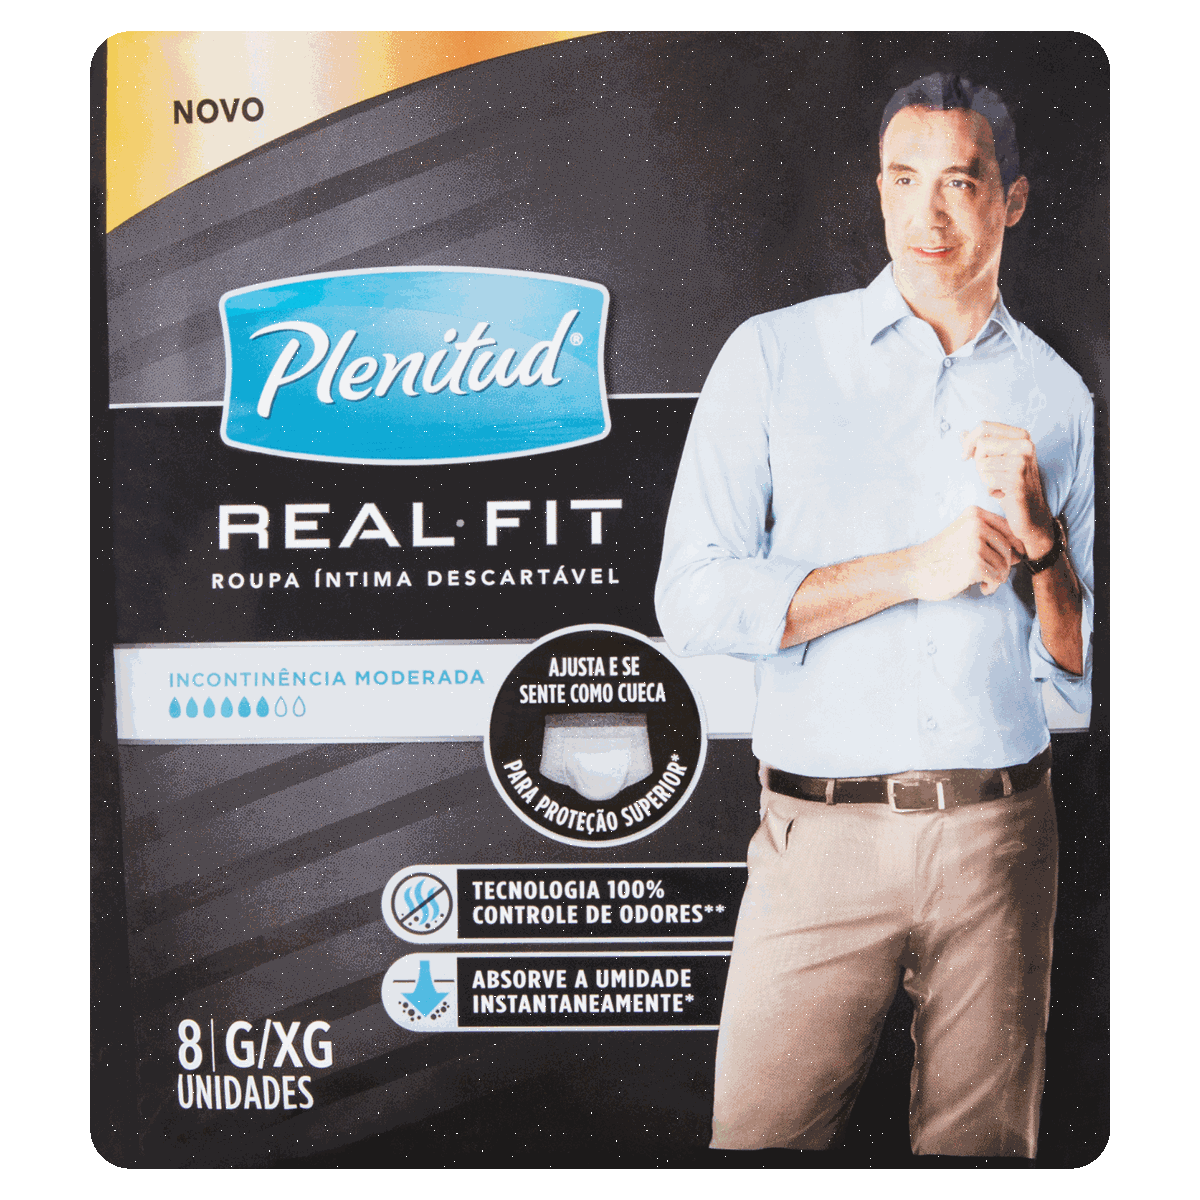 NOVO
Plenitud®
REAL·FIT
ROUPA ÍNTIMA DESCARTÁVEL
INCONTINÊNCIA MODERADA
AJUSTA E SE
SENTE COMO CUECA
PARA PROTEÇÃO SUPERIOR*
TECNOLOGIA 100%
CONTROLE DE ODORES**
ABSORVE A UMIDADE
INSTANTANEAMENTE*
8 | G/XG
UNIDADES